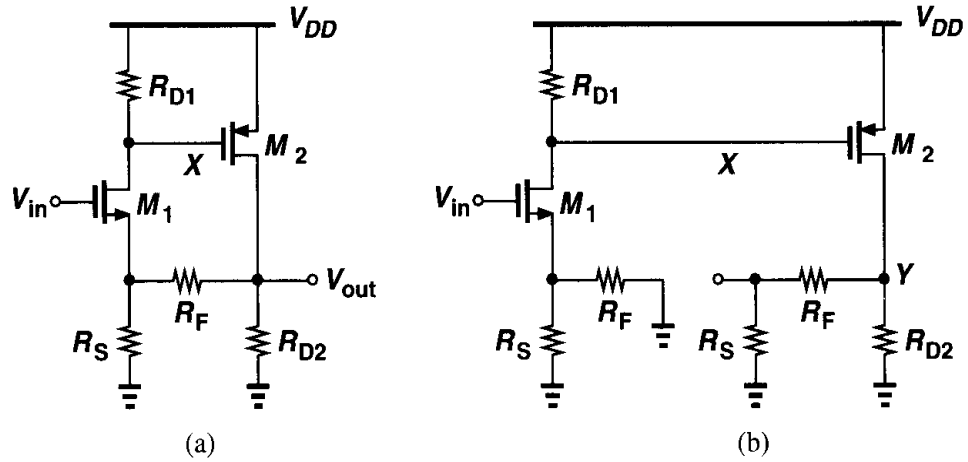 V_DD
R_D1
M_2
X
V_in
M_1
V_out
R_F
R_S
R_D2
(a)
V_DD
R_D1
M_2
X
V_in
M_1
Y
R_F
R_F
R_S
R_S
R_D2
(b)